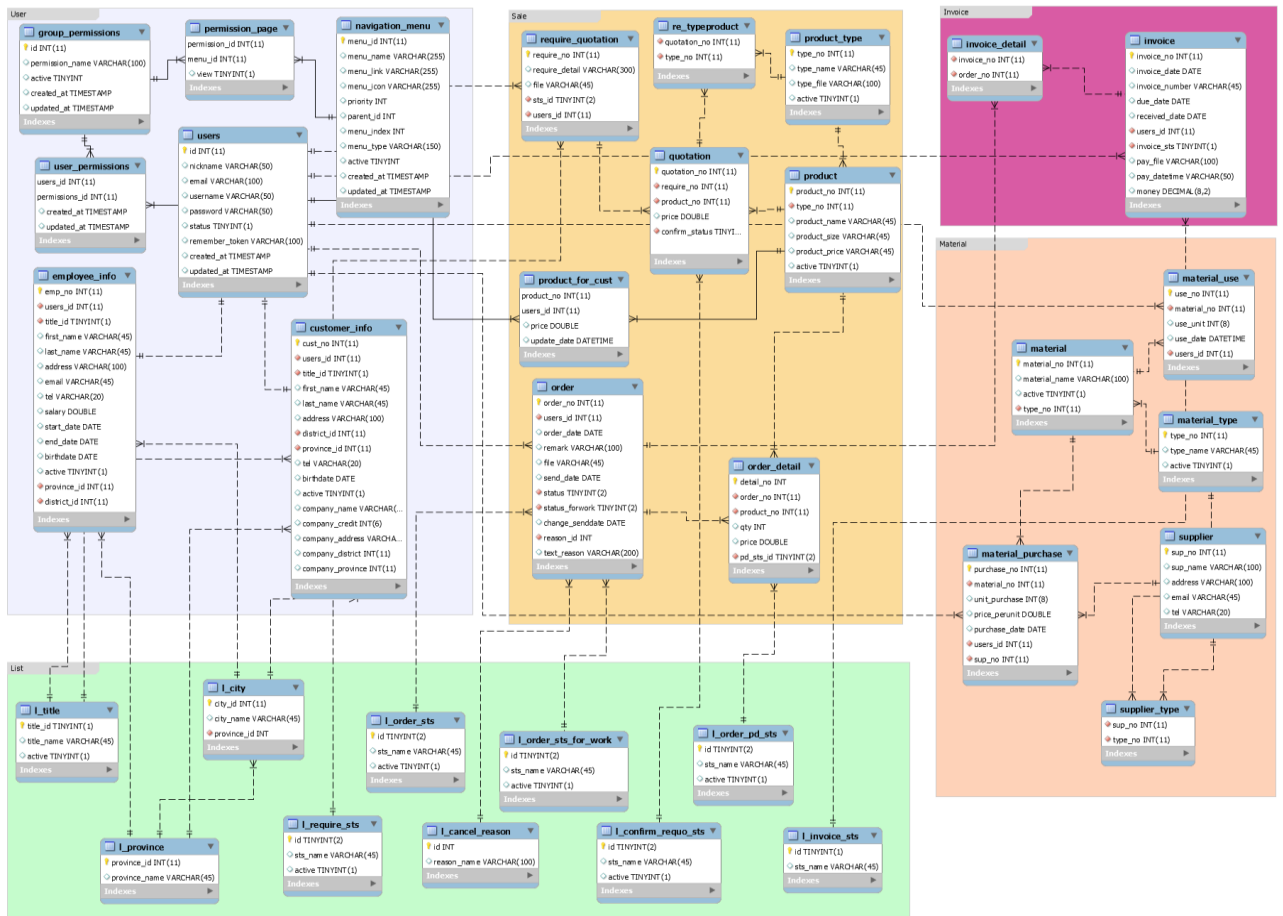 User
group_permissions
id INT(11)
permission_name VARCHAR(100)
active TINYINT
created_at TIMESTAMP
updated_at TIMESTAMP
Indexes
permission_page
permission_id INT(11)
menu_id INT(11)
view TINYINT(1)
Indexes
navigation_menu
menu_id INT(11)
menu_name VARCHAR(255)
menu_link VARCHAR(255)
menu_icon VARCHAR(255)
priority INT
parent_id INT
menu_index INT
menu_type VARCHAR(150)
active TINYINT
created_at TIMESTAMP
updated_at TIMESTAMP
Indexes
user_permissions
users_id INT(11)
permissions_id INT(11)
created_at TIMESTAMP
updated_at TIMESTAMP
Indexes
users
id INT(11)
nickname VARCHAR(50)
email VARCHAR(100)
username VARCHAR(50)
password VARCHAR(50)
status TINYINT(1)
remember_token VARCHAR(100)
created_at TIMESTAMP
updated_at TIMESTAMP
Indexes
employee_info
emp_no INT(11)
users_id INT(11)
title_id TINYINT(1)
first_name VARCHAR(45)
last_name VARCHAR(45)
address VARCHAR(100)
email VARCHAR(45)
tel VARCHAR(20)
salary DOUBLE
start_date DATE
end_date DATE
birthdate DATE
active TINYINT(1)
province_id INT(11)
district_id INT(11)
Indexes
customer_info
cust_no INT(11)
users_id INT(11)
title_id TINYINT(1)
first_name VARCHAR(45)
last_name VARCHAR(45)
address VARCHAR(100)
district_id INT(11)
province_id INT(11)
tel VARCHAR(20)
birthdate DATE
active TINYINT(1)
company_name VARCHAR(...
company_credit INT(6)
company_address VARCHA...
company_district INT(11)
company_province INT(11)
Indexes
Sale
require_quotation
require_no INT(11)
require_detail VARCHAR(300)
file VARCHAR(45)
sts_id TINYINT(2)
users_id INT(11)
Indexes
re_typeproduct
quotation_no INT(11)
type_no INT(11)
Indexes
product_type
type_no INT(11)
type_name VARCHAR(45)
type_file VARCHAR(100)
active TINYINT(1)
Indexes
quotation
quotation_no INT(11)
require_no INT(11)
product_no INT(11)
price DOUBLE
confirm_status TINYI...
Indexes
product
product_no INT(11)
type_no INT(11)
product_name VARCHAR(45)
product_size VARCHAR(45)
product_price VARCHAR(45)
active TINYINT(1)
Indexes
product_for_cust
product_no INT(11)
users_id INT(11)
price DOUBLE
update_date DATETIME
Indexes
order
order_no INT(11)
users_id INT(11)
order_date DATE
remark VARCHAR(100)
file VARCHAR(45)
send_date DATE
status TINYINT(2)
status_forwork TINYINT(2)
change_senddate DATE
reason_id INT
text_reason VARCHAR(200)
Indexes
order_detail
detail_no INT
order_no INT(11)
product_no INT(11)
qty INT
price DOUBLE
pd_sts_id TINYINT(2)
Indexes
Invoice
invoice_detail
invoice_no INT(11)
order_no INT(11)
Indexes
invoice
invoice_no INT(11)
invoice_date DATE
invoice_number VARCHAR(45)
due_date DATE
received_date DATE
users_id INT(11)
invoice_sts TINYINT(1)
pay_file VARCHAR(100)
pay_datetime VARCHAR(50)
money DECIMAL(8,2)
Indexes
Material
material_use
use_no INT(11)
material_no INT(11)
use_unit INT(8)
use_date DATETIME
users_id INT(11)
Indexes
material
material_no INT(11)
material_name VARCHAR(100)
active TINYINT(1)
type_no INT(11)
Indexes
material_type
type_no INT(11)
type_name VARCHAR(45)
active TINYINT(1)
Indexes
material_purchase
purchase_no INT(11)
material_no INT(11)
unit_purchase INT(8)
price_perunit DOUBLE
purchase_date DATE
users_id INT(11)
sup_no INT(11)
Indexes
supplier
sup_no INT(11)
sup_name VARCHAR(100)
address VARCHAR(100)
email VARCHAR(45)
tel VARCHAR(20)
Indexes
supplier_type
sup_no INT(11)
type_no INT(11)
Indexes
List
l_title
title_id TINYINT(1)
title_name VARCHAR(45)
active TINYINT(1)
Indexes
l_city
city_id INT(11)
city_name VARCHAR(45)
province_id INT
Indexes
l_order_sts
id TINYINT(2)
sts_name VARCHAR(45)
active TINYINT(1)
Indexes
l_order_sts_for_work
id TINYINT(2)
sts_name VARCHAR(45)
active TINYINT(1)
Indexes
l_order_pd_sts
id TINYINT(2)
sts_name VARCHAR(45)
active TINYINT(1)
Indexes
l_province
province_id INT(11)
province_name VARCHAR(45)
Indexes
l_require_sts
id TINYINT(2)
sts_name VARCHAR(45)
active TINYINT(1)
Indexes
l_cancel_reason
id INT
reason_name VARCHAR(100)
Indexes
l_confirm_requo_sts
id TINYINT(2)
sts_name VARCHAR(45)
active TINYINT(1)
Indexes
l_invoice_sts
id TINYINT(1)
sts_name VARCHAR(45)
Indexes